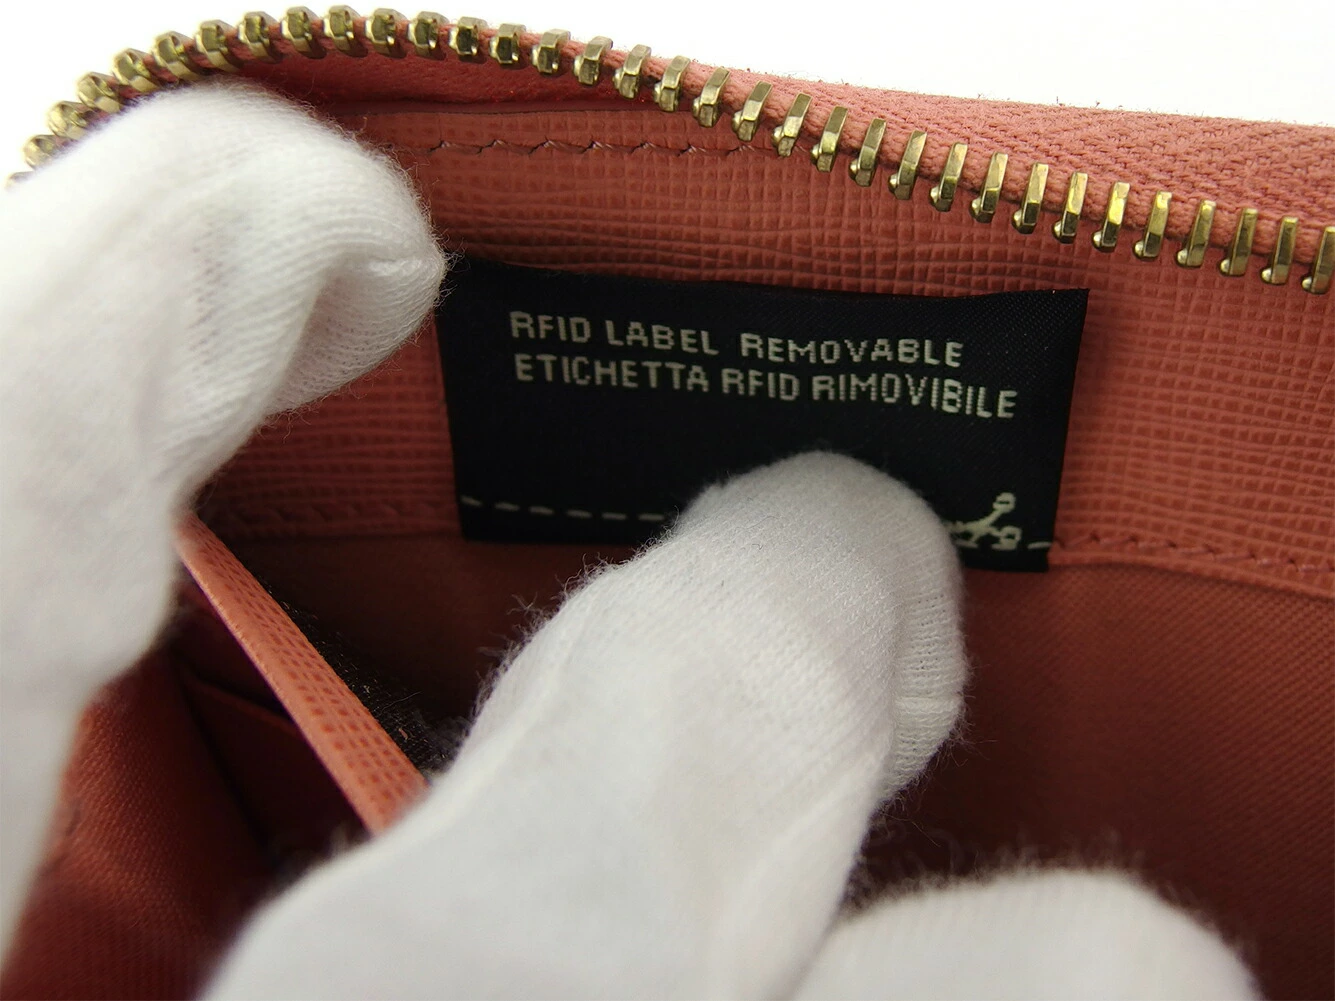 RFID LABEL REMOVABLE
ETICHETTA RFID RIMOVIBILE